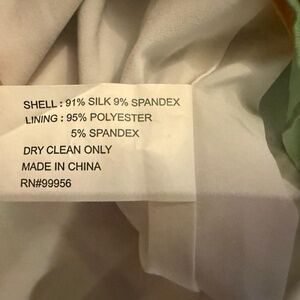 SHELL : 91% SILK 9% SPANDEX
LINING : 95% POLYESTER
5% SPANDEX
DRY CLEAN ONLY
MADE IN CHINA
RN#99956